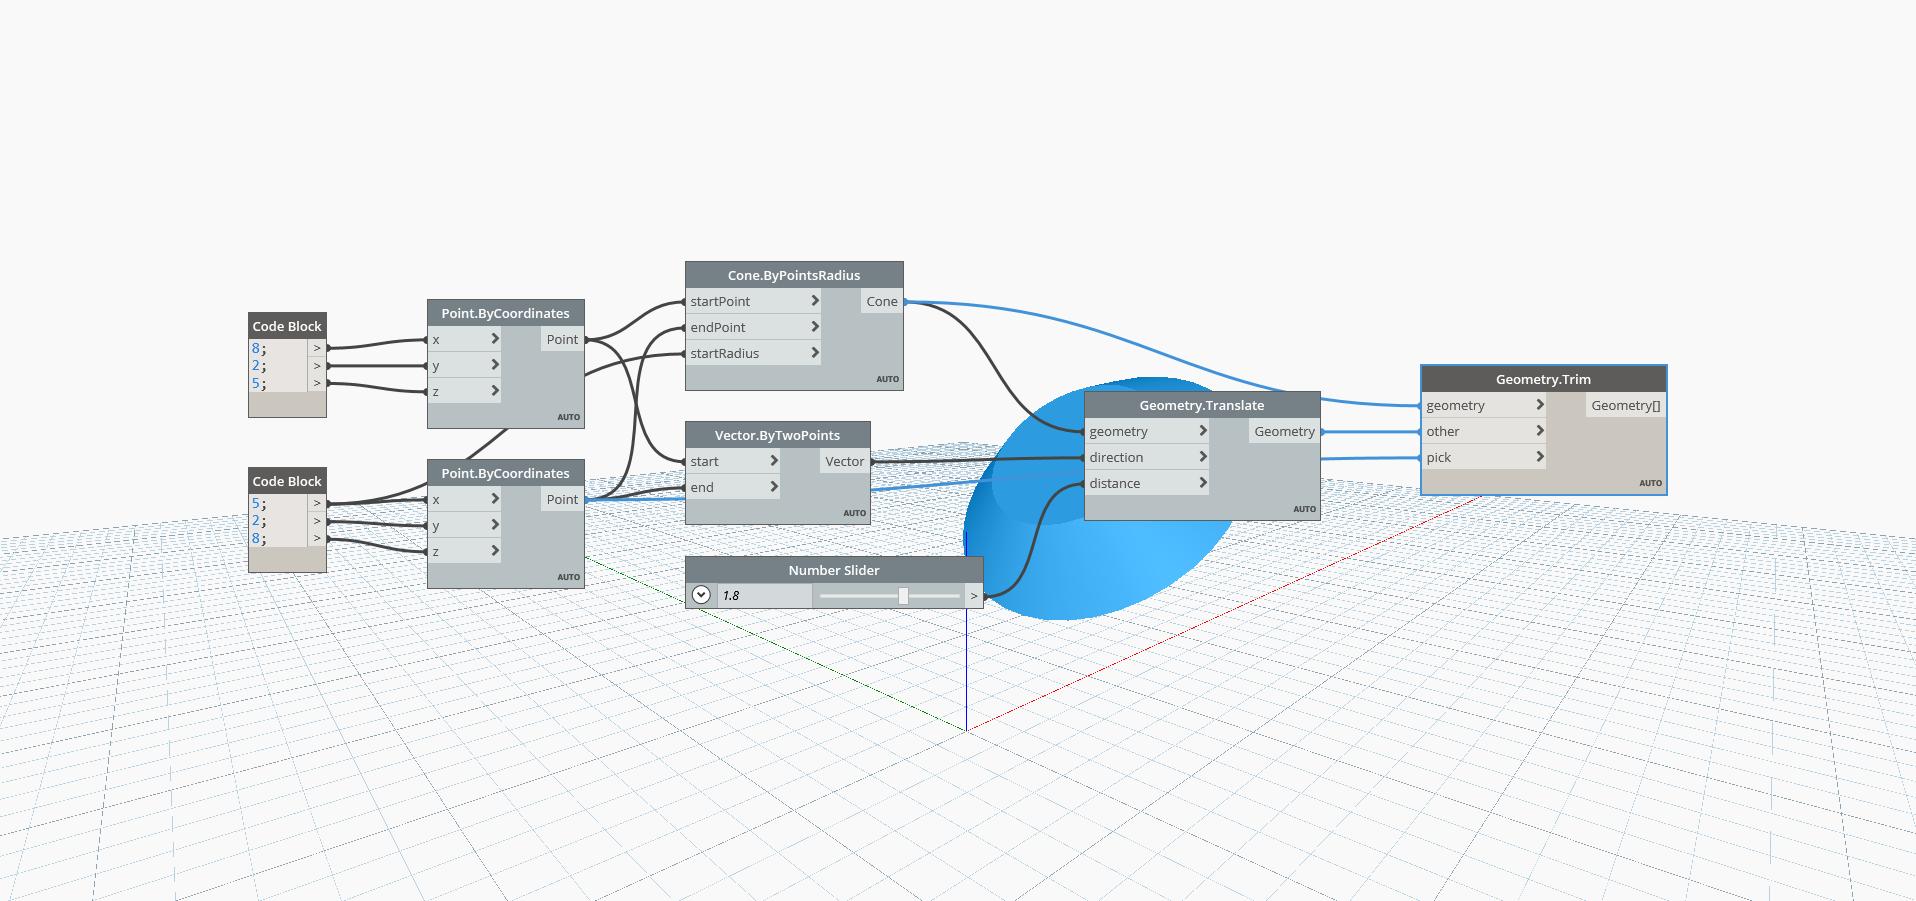 Code Block
8; >
2; >
5; >
Code Block
5; >
2; >
8; >
Point.ByCoordinates
x > Point
y >
z >
AUTO
Point.ByCoordinates
x > Point
y >
z >
AUTO
Cone.ByPointsRadius
startPoint > Cone
endPoint >
startRadius >
AUTO
Vector.ByTwoPoints
start > Vector
end >
AUTO
Number Slider
1.8 >
Geometry.Translate
geometry > Geometry
direction >
distance >
AUTO
Geometry.Trim
geometry > Geometry[]
other >
pick >
AUTO